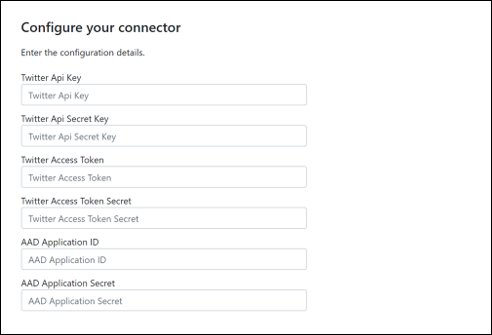 Configure your connector
Enter the configuration details.
Twitter Api Key
Twitter Api Key
Twitter Api Secret Key
Twitter Api Secret Key
Twitter Access Token
Twitter Access Token
Twitter Access Token Secret
Twitter Access Token Secret
AAD Application ID
AAD Application ID
AAD Application Secret
AAD Application Secret